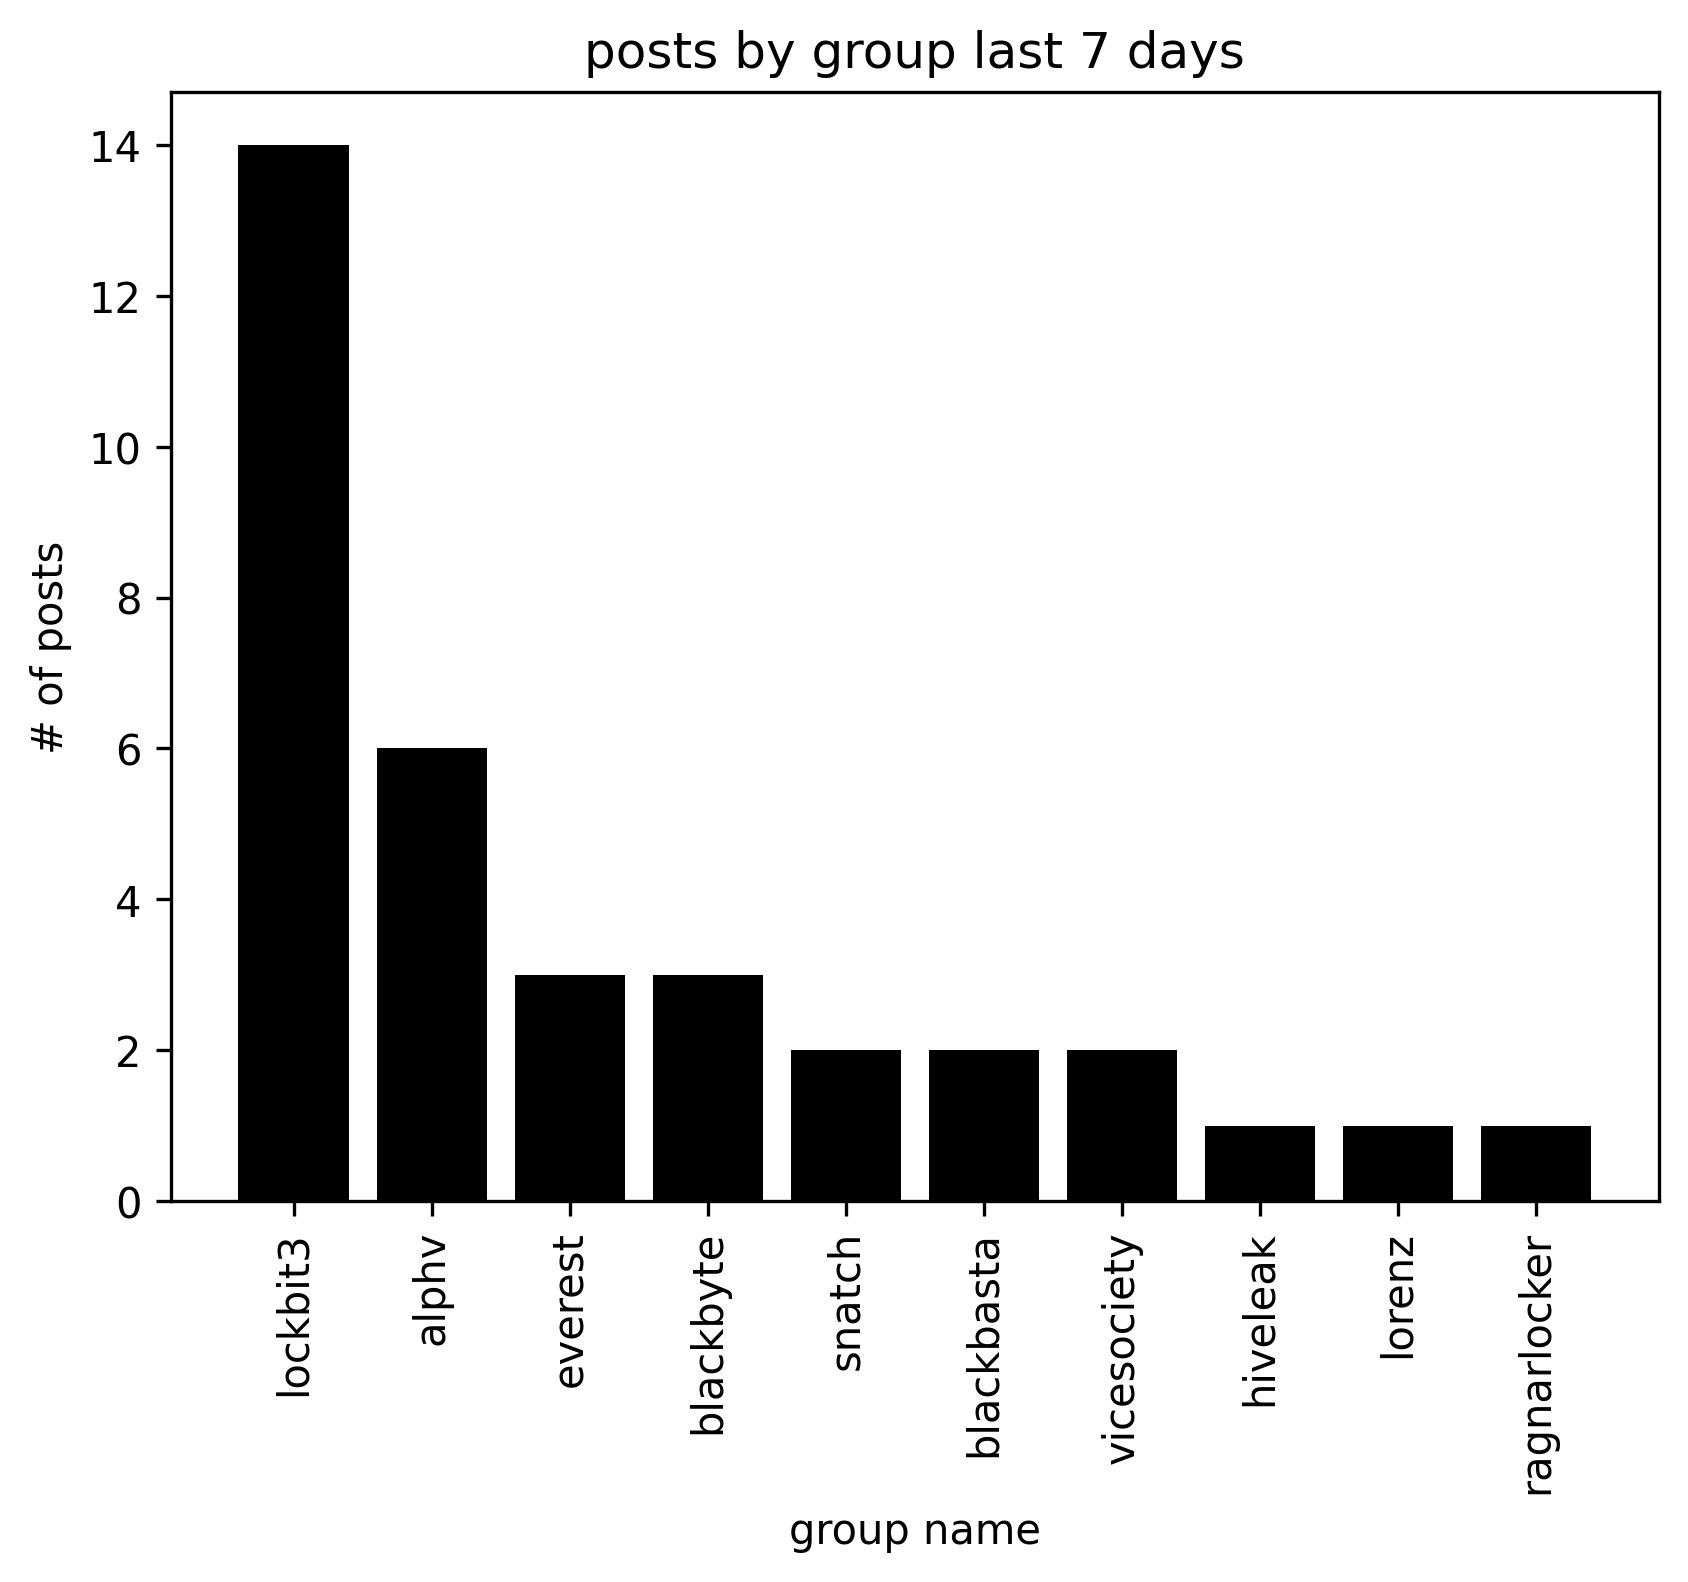 posts by group last 7 days
14
12
10
8
6
4
2
0
# of posts
lockbit3
alphv
everest
blackbyte
snatch
blackbasta
vicesociety
hiveleak
lorenz
ragnarlocker
group name